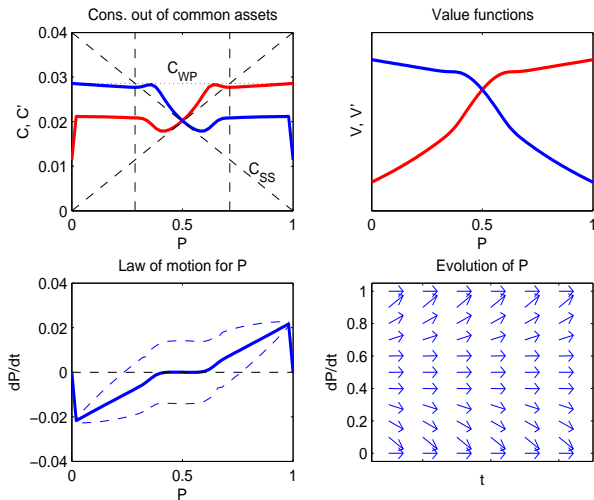 Cons. out of common assets
0.04
0.03
0.02
0.01
0
C, C'
C_WP
C_SS
0
0.5
1
P
Value functions
V, V'
0
0.5
1
P
Law of motion for P
0.04
0.02
0
−0.02
−0.04
dP/dt
0
0.5
1
P
Evolution of P
1
0.8
0.6
0.4
0.2
0
dP/dt
t